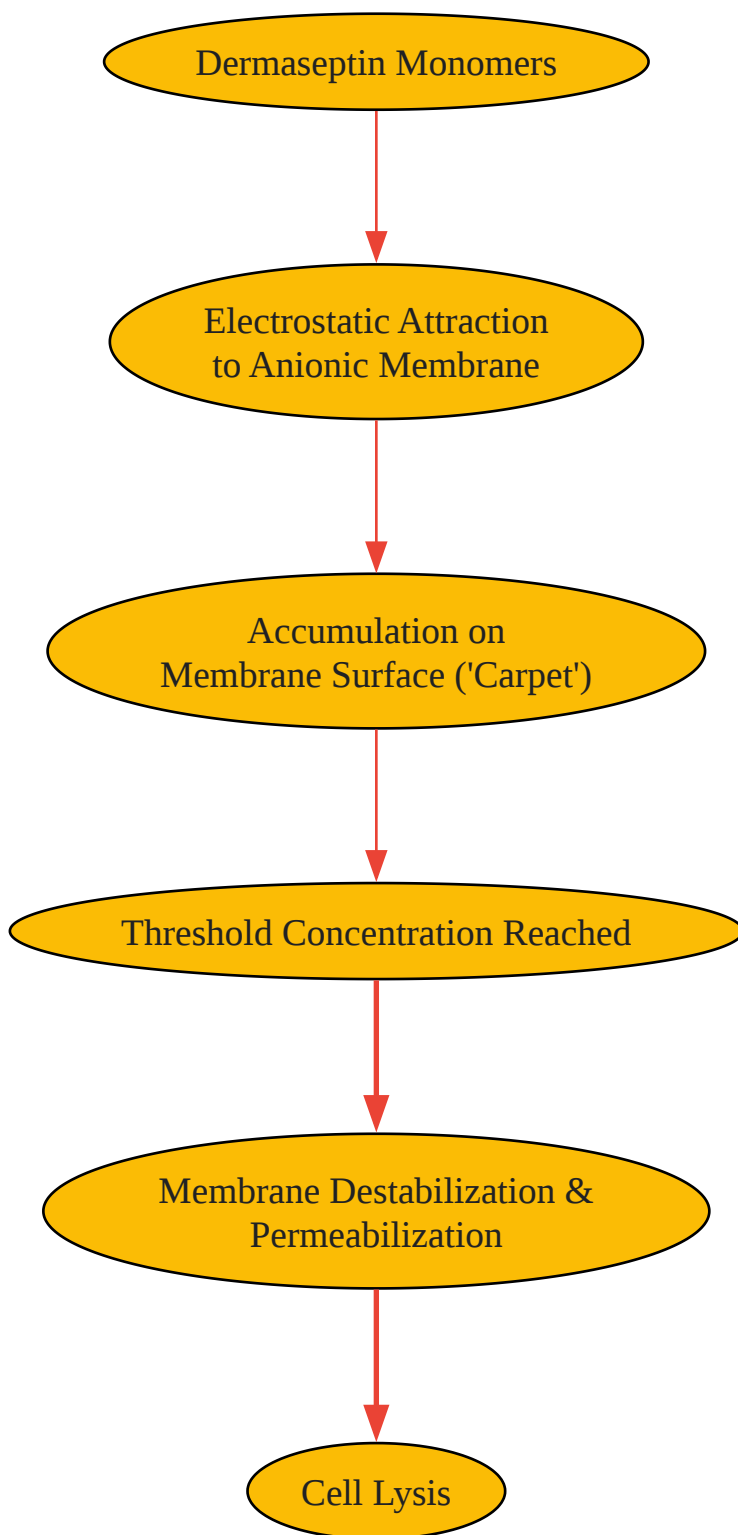 Dermaseptin Monomers
Electrostatic Attraction
to Anionic Membrane
Accumulation on
Membrane Surface ('Carpet')
Threshold Concentration Reached
Membrane Destabilization &
Permeabilization
Cell Lysis